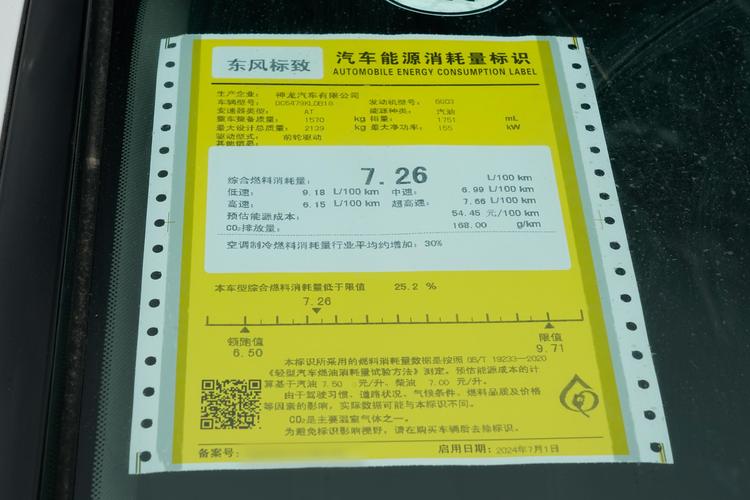 东风标致
汽车能源消耗量标识
AUTOMOBILE ENERGY CONSUMPTION LABEL
生产企业： 神龙汽车有限公司
车辆型号： DC6479KLDB1B 发动机型号： 5G03
变速器类型： AT 能源种类： 汽油
整车整备质量： 1570 kg 排量： 1751 mL
最大设计总质量： 2139 kg 最大净功率： 155 kW
驱动型式： 前轮驱动
其他信息：
综合燃料消耗量： 7.26 L/100 km
低速： 9.18 L/100 km 中速： 6.99 L/100 km
高速： 6.15 L/100 km 超高速： 7.66 L/100 km
预估能源成本： 54.45 元/100 km
CO₂排放量： 168.00 g/km
空调制冷燃料消耗量行业平均约增加： 30%
本车型综合燃料消耗量低于限值 25.2 %
7.26
领跑值 限值
6.50 9.71
本标识所采用的燃料消耗量数据是按照 GB/T 19233—2020
《轻型汽车燃油消耗量试验方法》测定。预估能源成本的计
算基于汽油 7.50 元/升、柴油 7.00 元/升。
由于驾驶习惯、道路状况、气候条件、燃料品质及价格
等因素的影响，实际数据可能与本标识不同。
CO₂是主要温室气体之一。
为避免标识影响视野，请在购买车辆后去除标识。
备案号： 启用日期： 2024年7月1日